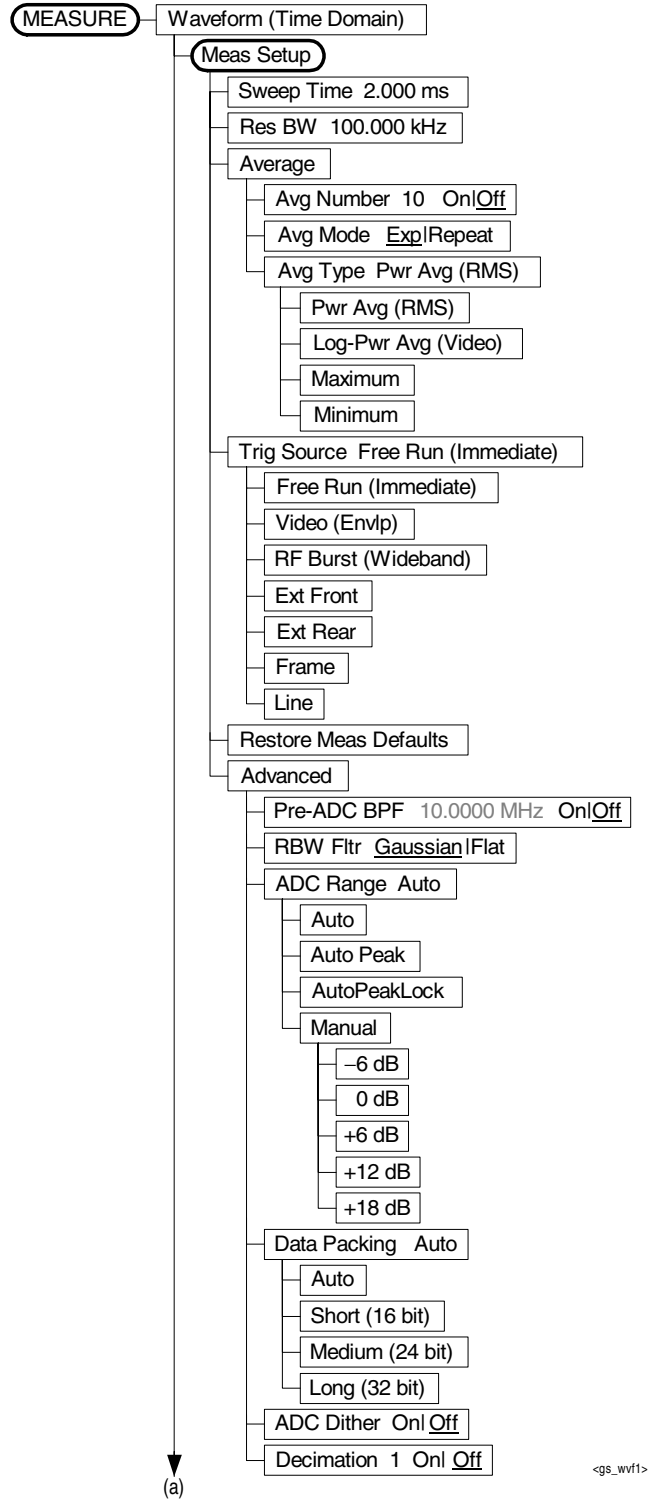 MEASURE Waveform (Time Domain)
Meas Setup
Sweep Time 2.000 ms
Res BW 100.000 kHz
Average
Avg Number 10 On|Off
Avg Mode Exp|Repeat
Avg Type Pwr Avg (RMS)
Pwr Avg (RMS)
Log-Pwr Avg (Video)
Maximum
Minimum
Trig Source Free Run (Immediate)
Free Run (Immediate)
Video (Envlp)
RF Burst (Wideband)
Ext Front
Ext Rear
Frame
Line
Restore Meas Defaults
Advanced
Pre-ADC BPF 10.0000 MHz On|Off
RBW Fltr Gaussian|Flat
ADC Range Auto
Auto
Auto Peak
AutoPeakLock
Manual
−6 dB
0 dB
+6 dB
+12 dB
+18 dB
Data Packing Auto
Auto
Short (16 bit)
Medium (24 bit)
Long (32 bit)
ADC Dither On| Off
Decimation 1 On| Off
<gs_wvf1>
(a)